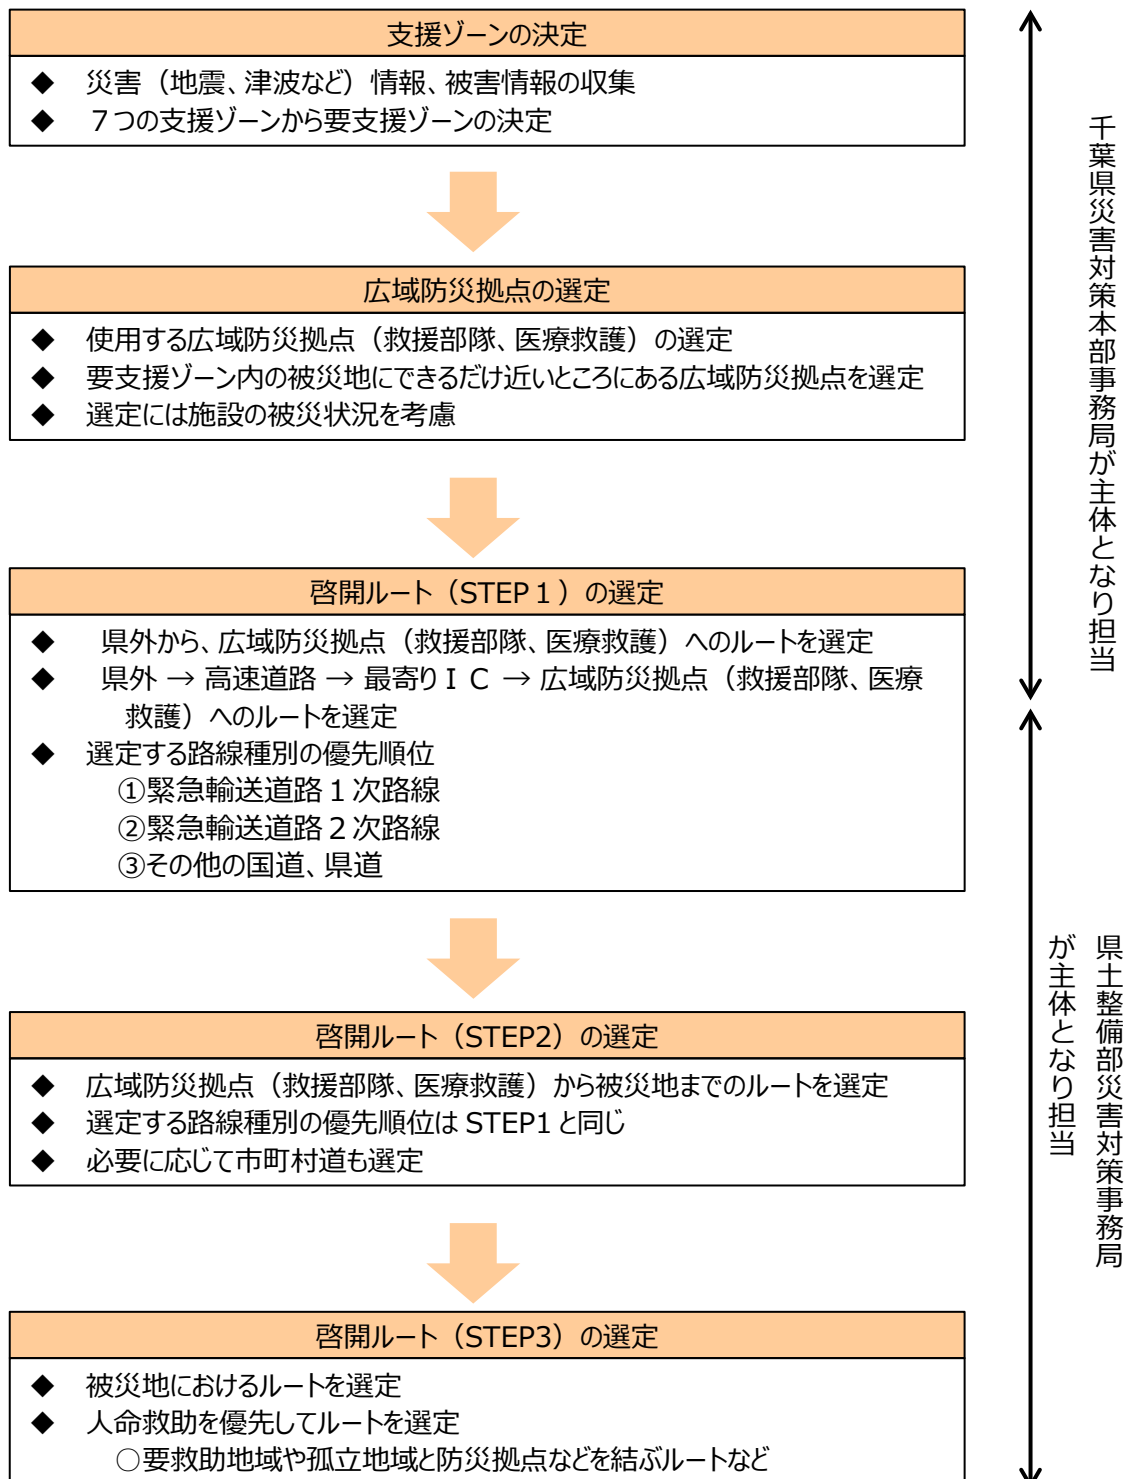 支援ゾーンの決定
◆ 災害（地震、津波など）情報、被害情報の収集
◆ ７つの支援ゾーンから要支援ゾーンの決定
広域防災拠点の選定
◆ 使用する広域防災拠点（救援部隊、医療救護）の選定
◆ 要支援ゾーン内の被災地にできるだけ近いところにある広域防災拠点を選定
◆ 選定には施設の被災状況を考慮
啓開ルート（STEP１）の選定
◆ 県外から、広域防災拠点（救援部隊、医療救護）へのルートを選定
◆ 県外 → 高速道路 → 最寄りＩＣ → 広域防災拠点（救援部隊、医療
救護）へのルートを選定
◆ 選定する路線種別の優先順位
①緊急輸送道路１次路線
②緊急輸送道路２次路線
③その他の国道、県道
啓開ルート（STEP2）の選定
◆ 広域防災拠点（救援部隊、医療救護）から被災地までのルートを選定
◆ 選定する路線種別の優先順位は STEP1 と同じ
◆ 必要に応じて市町村道も選定
啓開ルート（STEP3）の選定
◆ 被災地におけるルートを選定
◆ 人命救助を優先してルートを選定
○要救助地域や孤立地域と防災拠点などを結ぶルートなど
千葉県災害対策本部事務局が主体となり担当
県土整備部災害対策事務局
が主体となり担当